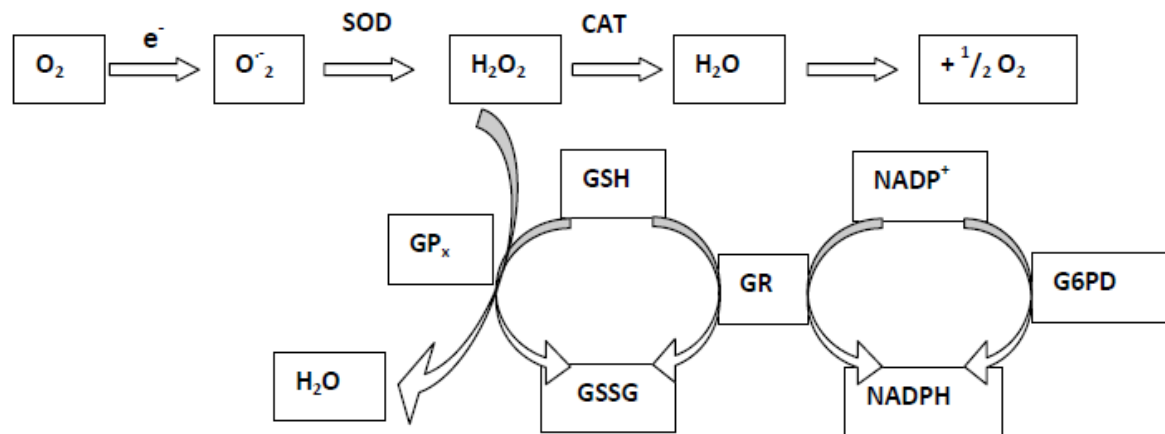 e⁻ SOD CAT
O₂ O·⁻₂ H₂O₂ H₂O + ¹/₂ O₂
GSH NADP⁺
GPₓ GR G6PD
H₂O GSSG NADPH